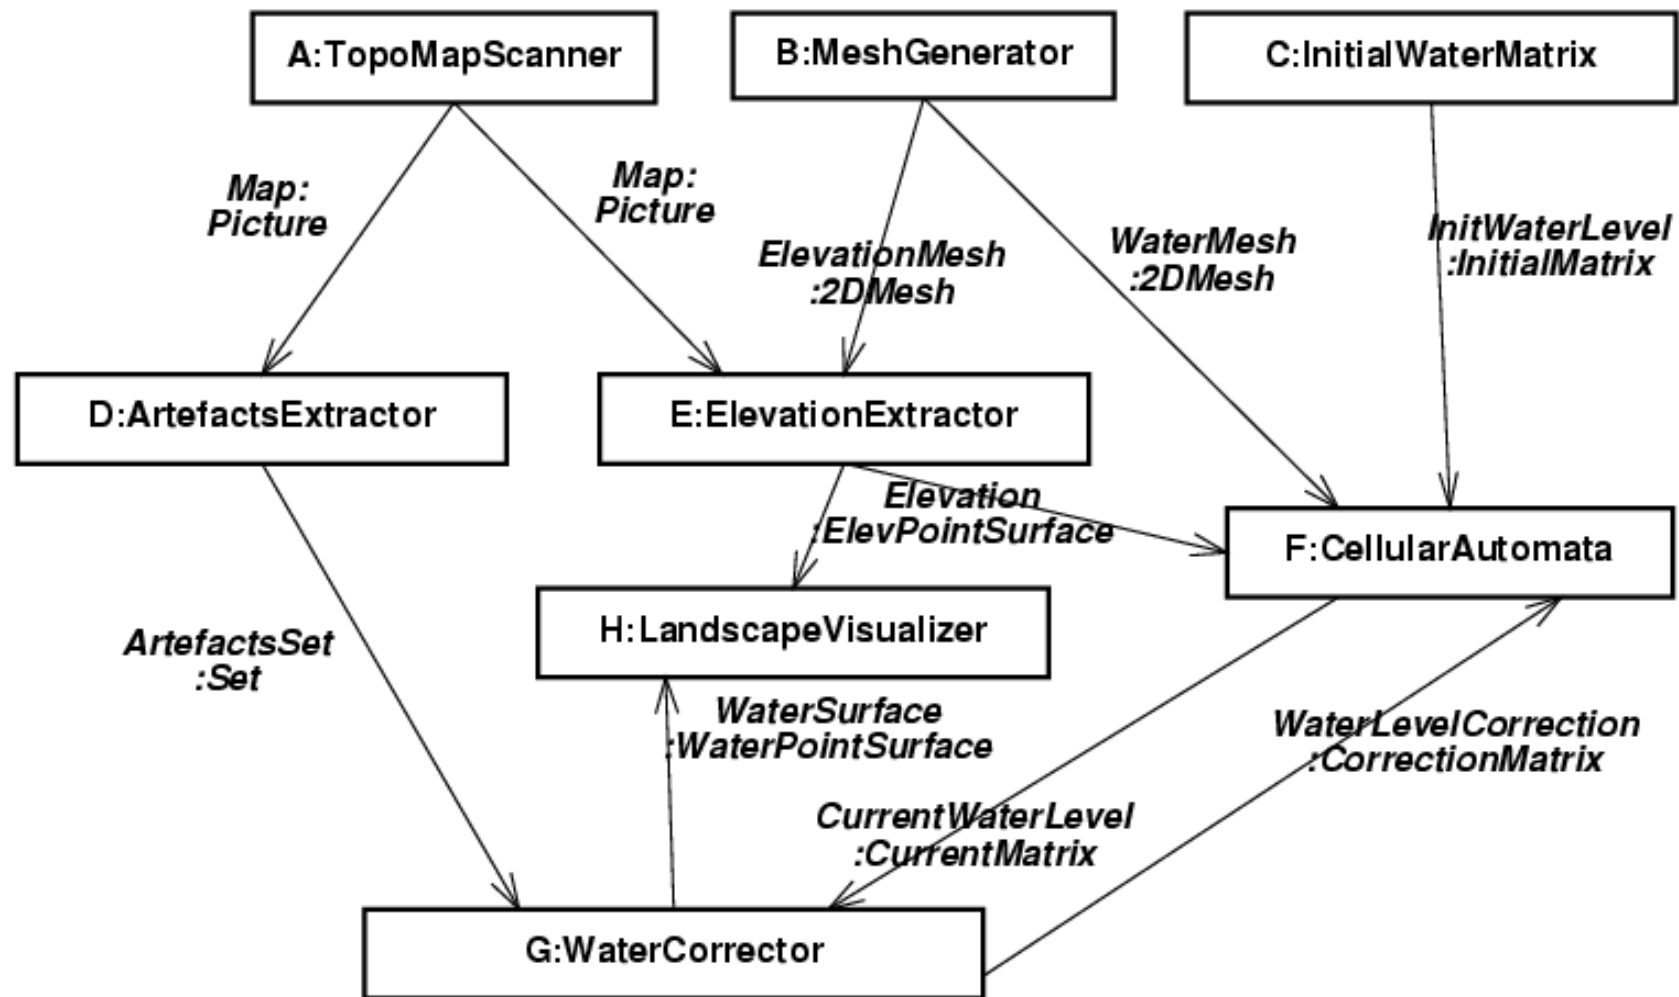 A:TopoMapScanner
B:MeshGenerator
C:InitialWaterMatrix
Map:
Picture
Map:
Picture
ElevationMesh
:2DMesh
WaterMesh
:2DMesh
InitWaterLevel
:InitialMatrix
D:ArtefactsExtractor
E:ElevationExtractor
Elevation
:ElevPointSurface
F:CellularAutomata
H:LandscapeVisualizer
ArtefactsSet
:Set
WaterSurface
:WaterPointSurface
WaterLevelCorrection
:CorrectionMatrix
CurrentWaterLevel
:CurrentMatrix
G:WaterCorrector